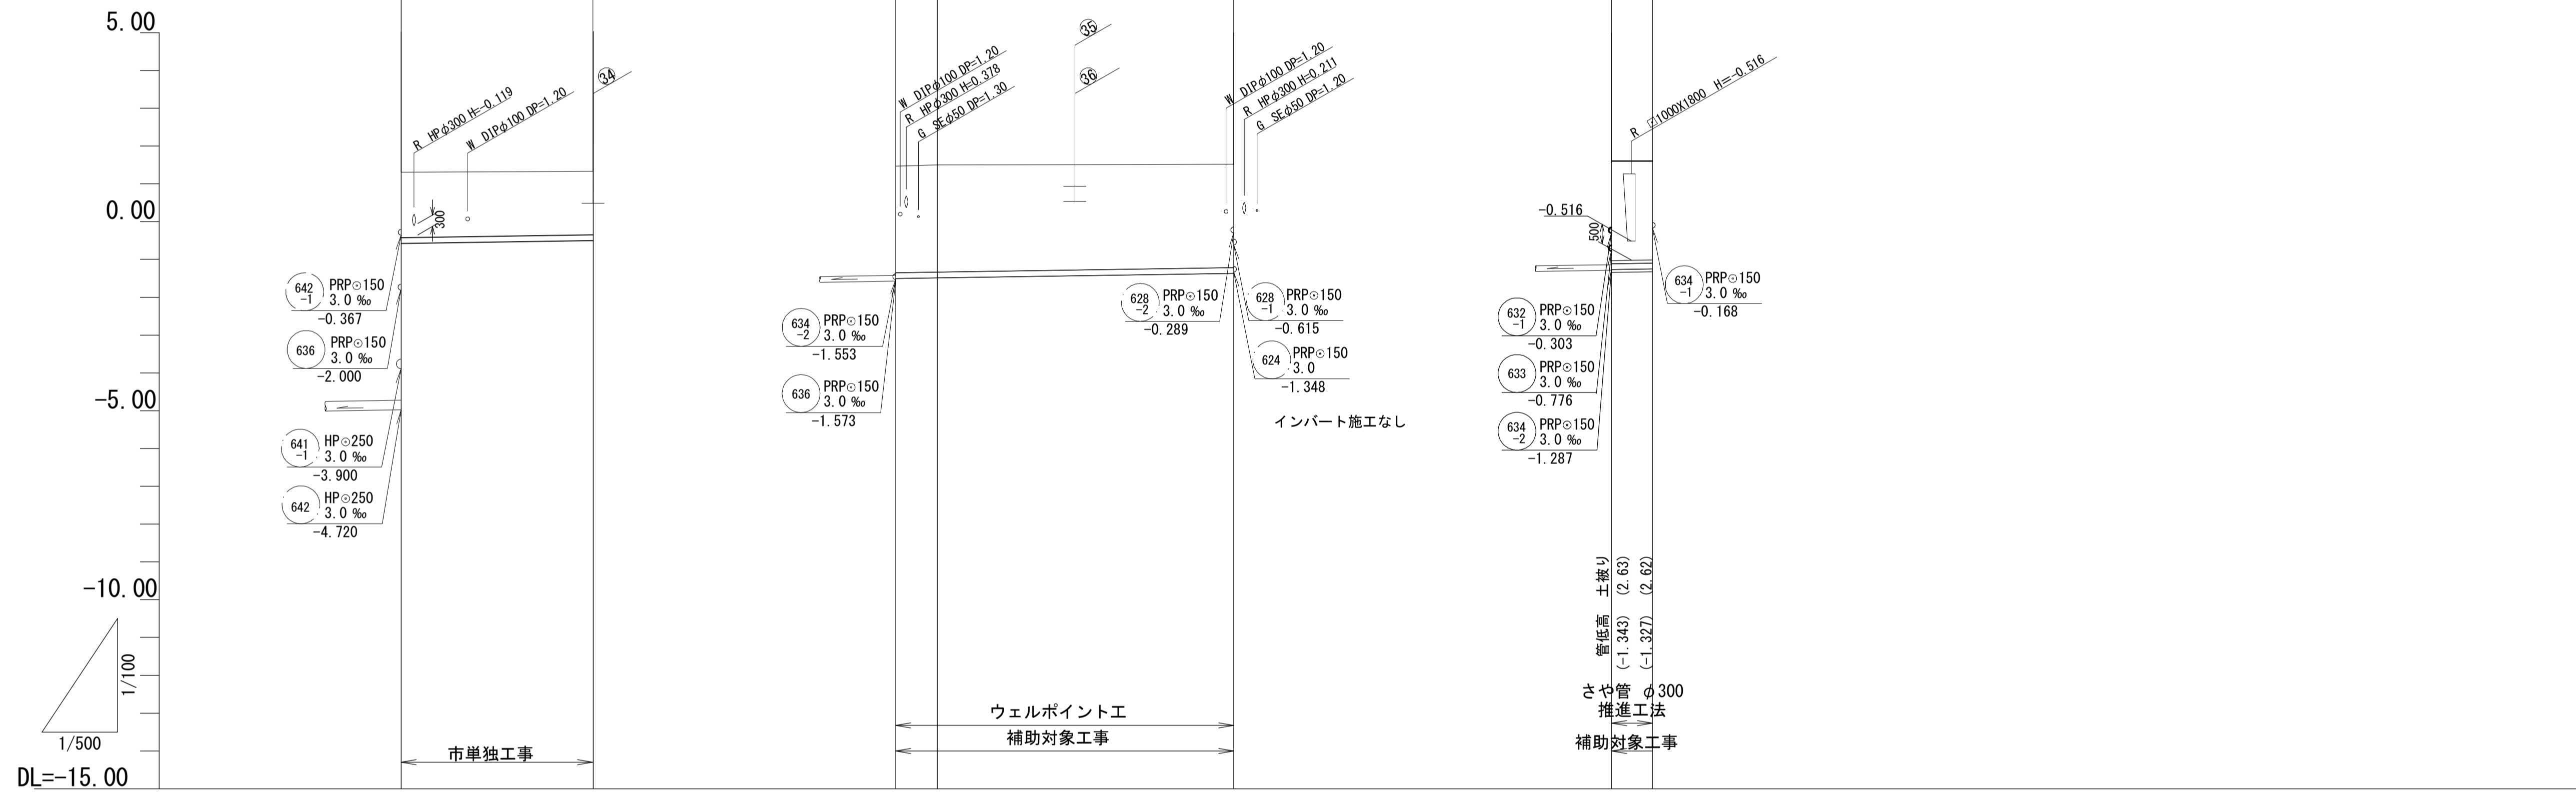 5.00
0.00
-5.00
-10.00
DL=-15.00
1/100
1/500
R HPφ300 H=-0.119
W DIPφ100 DP=1.20
34
300
642
-1
PRP⊙150
3.0 ‰
-0.367
636
PRP⊙150
3.0 ‰
-2.000
641
-1
HP⊙250
3.0 ‰
-3.900
642
HP⊙250
3.0 ‰
-4.720
市単独工事
W DIPφ100 DP=1.20
R HPφ300 H=0.378
G SEφ50 DP=1.30
35
36
W DIPφ100 DP=1.20
R HPφ300 H=0.211
G SEφ50 DP=1.20
634
-2
PRP⊙150
3.0 ‰
-1.553
636
PRP⊙150
3.0 ‰
-1.573
628
-2
PRP⊙150
3.0 ‰
-0.289
628
-1
PRP⊙150
3.0 ‰
-0.615
624
PRP⊙150
3.0
-1.348
インバート施工なし
ウェルポイント工
補助対象工事
R □1000X1800 H=-0.516
-0.516
500
632
-1
PRP⊙150
3.0 ‰
-0.303
633
PRP⊙150
3.0 ‰
-0.776
634
-2
PRP⊙150
3.0 ‰
-1.287
634
-1
PRP⊙150
3.0 ‰
-0.168
管低高 土被り
(-1.343) (2.63)
(-1.327) (2.62)
さや管 φ300
推進工法
補助対象工事